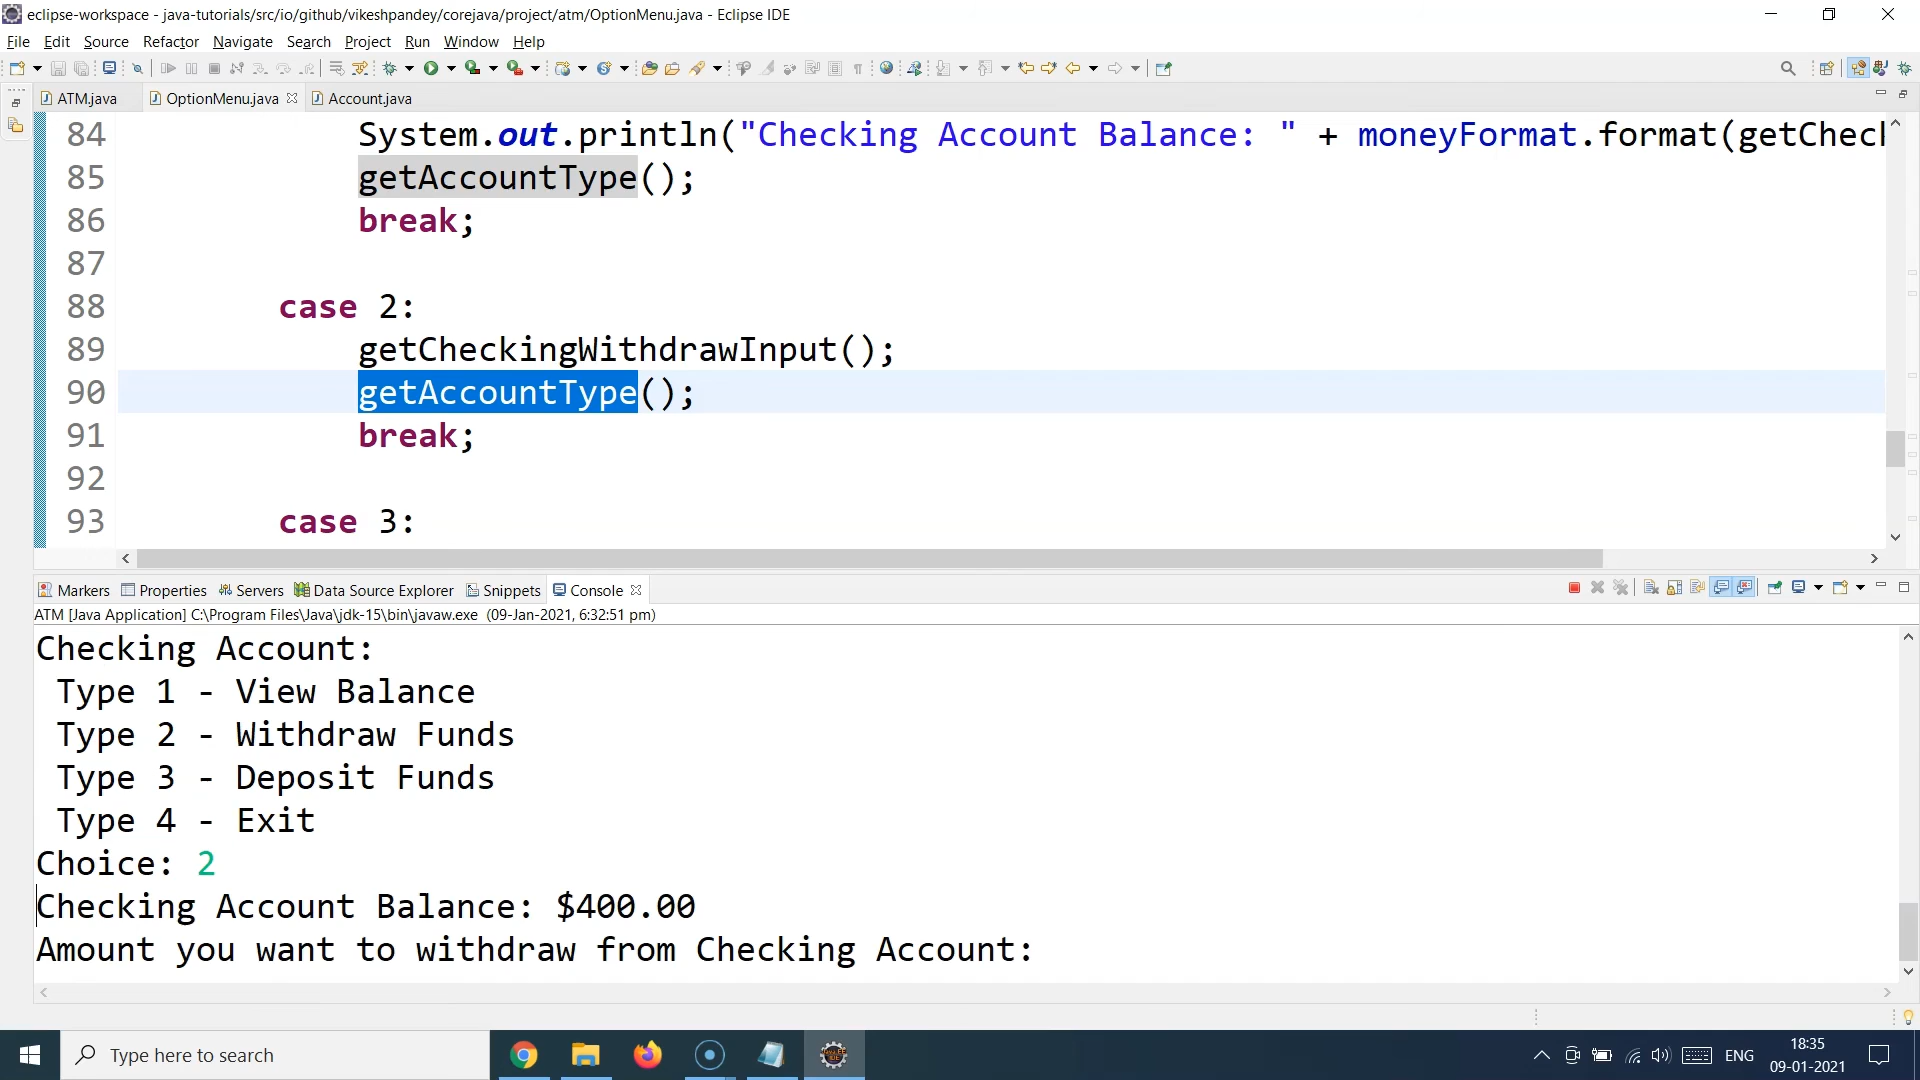 eclipse-workspace - java-tutorials/src/io/github/vikeshpandey/corejava/project/atm/OptionMenu.java - Eclipse IDE
File Edit Source Refactor Navigate Search Project Run Window Help
ATM.java OptionMenu.java Account.java
84 System.out.println("Checking Account Balance: " + moneyFormat.format(getCheck
85 getAccountType();
86 break;
87
88 case 2:
89 getCheckingWithdrawInput();
90 getAccountType();
91 break;
92
93 case 3:
Markers Properties Servers Data Source Explorer Snippets Console
ATM [Java Application] C:\Program Files\Java\jdk-15\bin\javaw.exe (09-Jan-2021, 6:32:51 pm)
Checking Account:
Type 1 - View Balance
Type 2 - Withdraw Funds
Type 3 - Deposit Funds
Type 4 - Exit
Choice: 2
Checking Account Balance: $400.00
Amount you want to withdraw from Checking Account:
Type here to search
ENG
18:35
09-01-2021